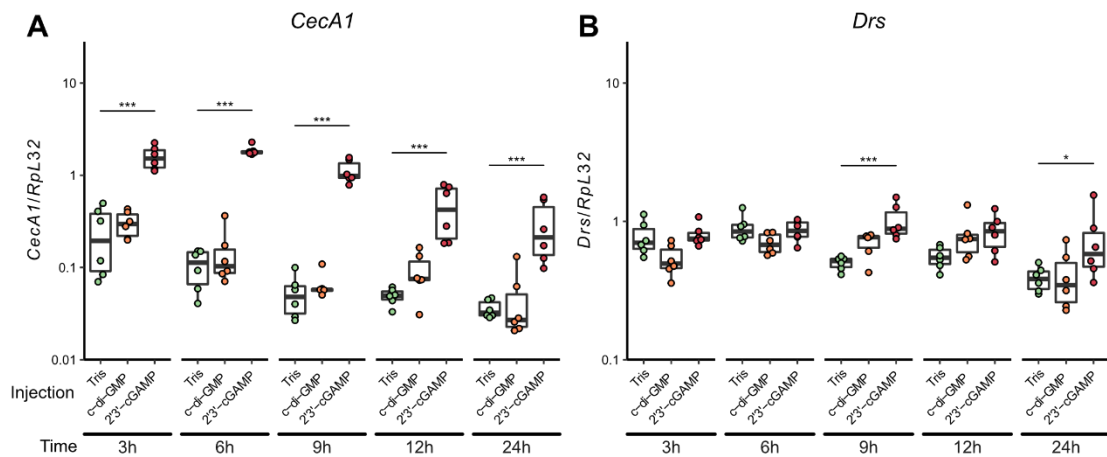 A CecA1
CecA1/RpL32
10
1
0.1
0.01
*** *** *** *** ***
Injection
Tris c-di-GMP 2'3'-cGAMP Tris c-di-GMP 2'3'-cGAMP Tris c-di-GMP 2'3'-cGAMP Tris c-di-GMP 2'3'-cGAMP Tris c-di-GMP 2'3'-cGAMP
Time 3h 6h 9h 12h 24h
B Drs
Drs/RpL32
10
1
0.1
*** *
Tris c-di-GMP 2'3'-cGAMP Tris c-di-GMP 2'3'-cGAMP Tris c-di-GMP 2'3'-cGAMP Tris c-di-GMP 2'3'-cGAMP Tris c-di-GMP 2'3'-cGAMP
3h 6h 9h 12h 24h